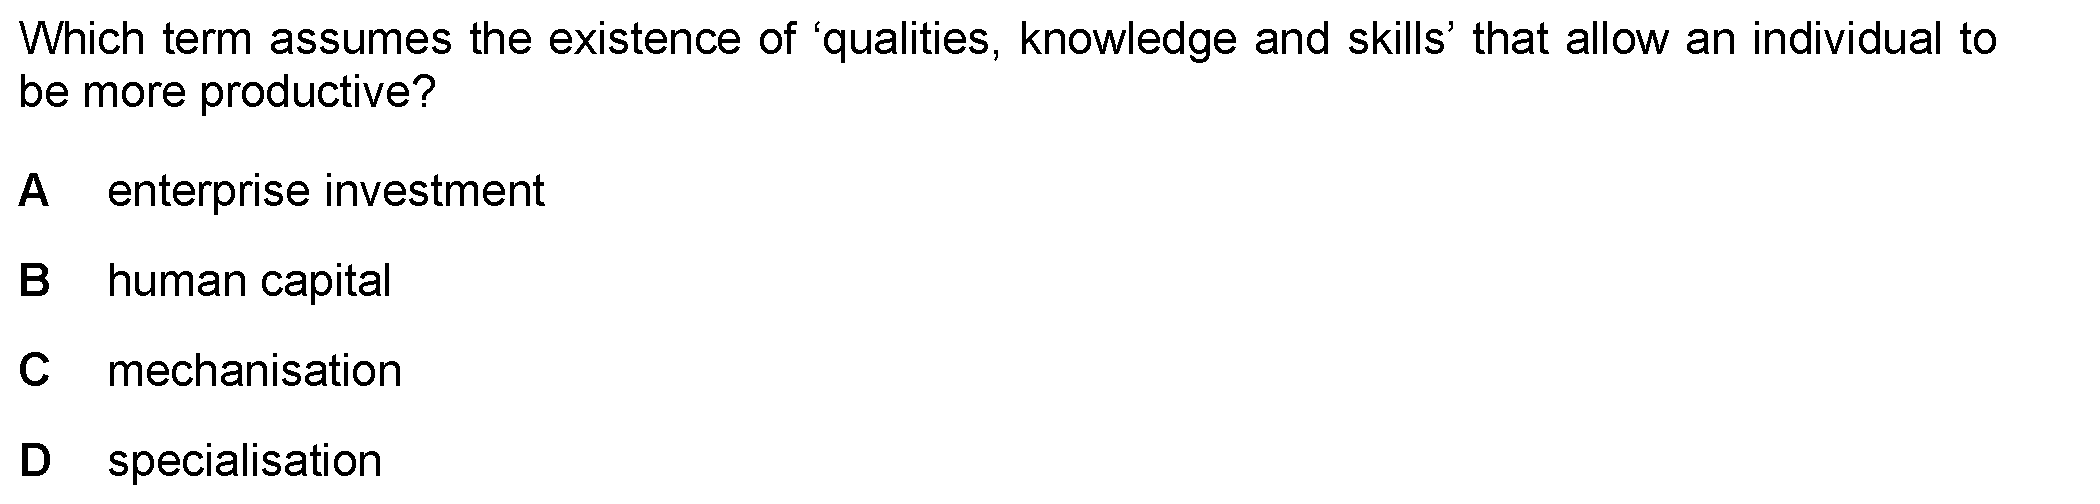 Which term assumes the existence of ‘qualities, knowledge and skills’ that allow an individual to
be more productive?
A enterprise investment
B human capital
C mechanisation
D specialisation